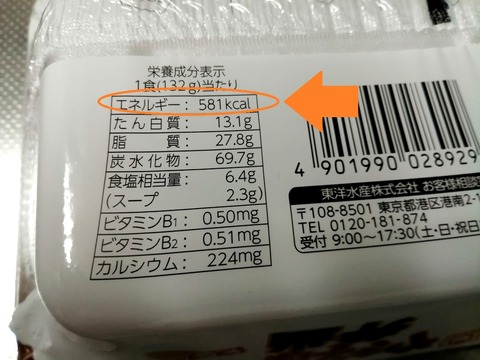 栄養成分表示
1食(132g)当たり
エネルギー: 581kcal
たん白質: 13.1g
脂質: 27.8g
炭水化物: 69.7g
食塩相当量: 6.4g
(スープ 2.3g)
ビタミンB1: 0.50mg
ビタミンB2: 0.51mg
カルシウム: 224mg
4 901990 028929
東洋水産株式会社 お客様相談
〒108-8501 東京都港区港南2-1
TEL 0120-181-874
受付 9:00〜17:30(土・日・祝日